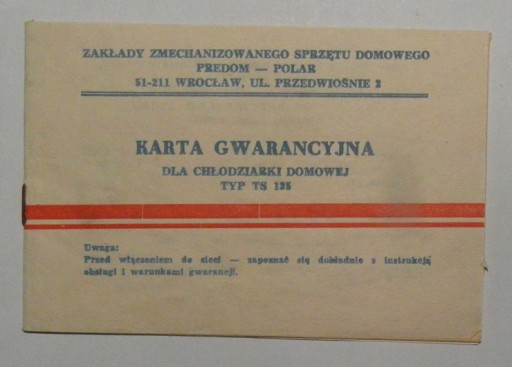 ZAKŁADY ZMECHANIZOWANEGO SPRZĘTU DOMOWEGO
PREDOM — POLAR
51-211 WROCŁAW, UL. PRZEDWIOŚNIE 2
KARTA GWARANCYJNA
DLA CHŁODZIARKI DOMOWEJ
TYP TS 135
Uwaga:
Przed włączeniem do sieci — zapoznać się dokładnie z instrukcją
obsługi i warunkami gwarancji.